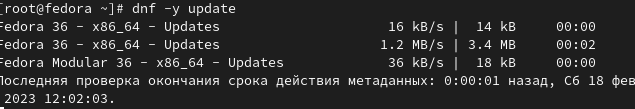 [root@fedora ]# dnf -y update
Fedora 36 - x86_64 - Updates 16 kB/s | 14 kB 00:00
Fedora 36 - x86_64 - Updates 1.2 MB/s | 3.4 MB 00:02
Fedora Modular 36 - x86_64 - Updates 36 kB/s | 18 kB 00:00
Последняя проверка окончания срока действия метаданных: 0:00:01 назад, Сб 18 фев
2023 12:02:03.